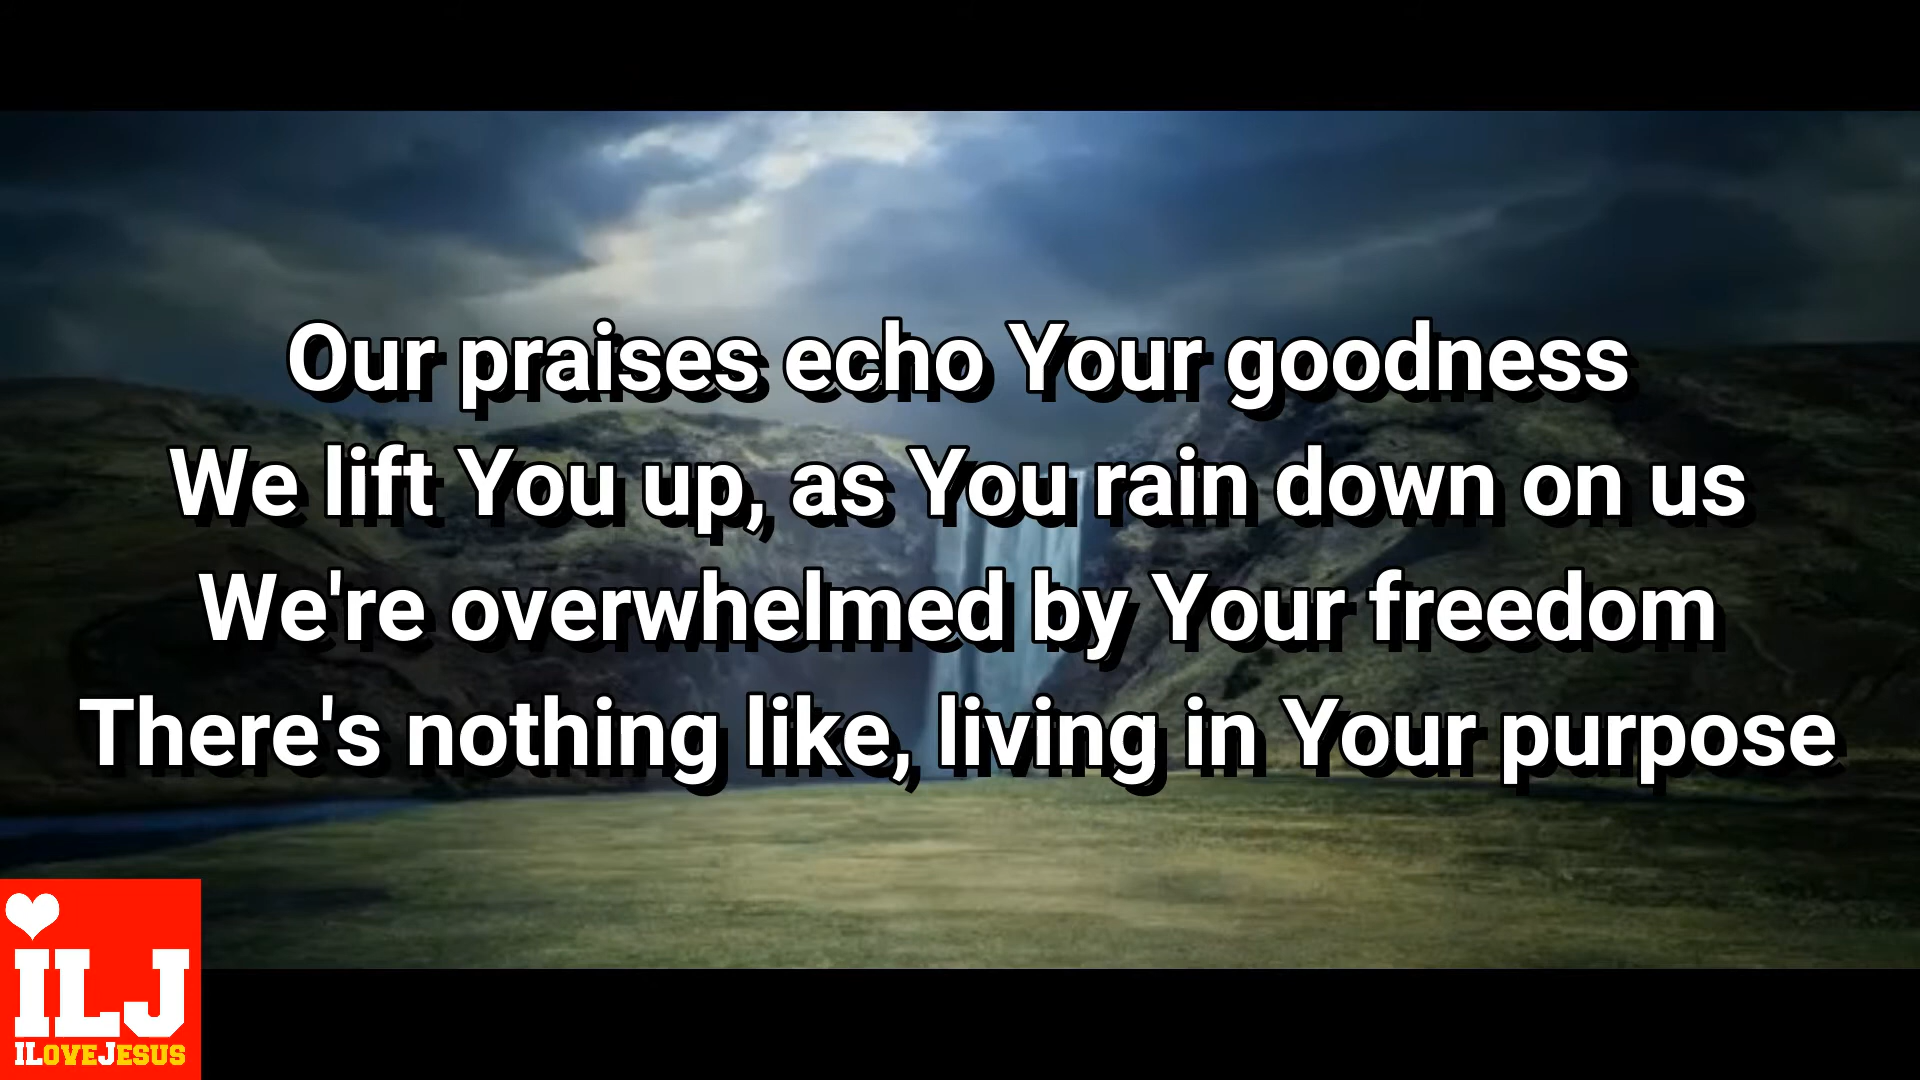 Our praises echo Your goodness
We lift You up, as You rain down on us
We're overwhelmed by Your freedom
There's nothing like, living in Your purpose
iLJ
ILOVEJESUS